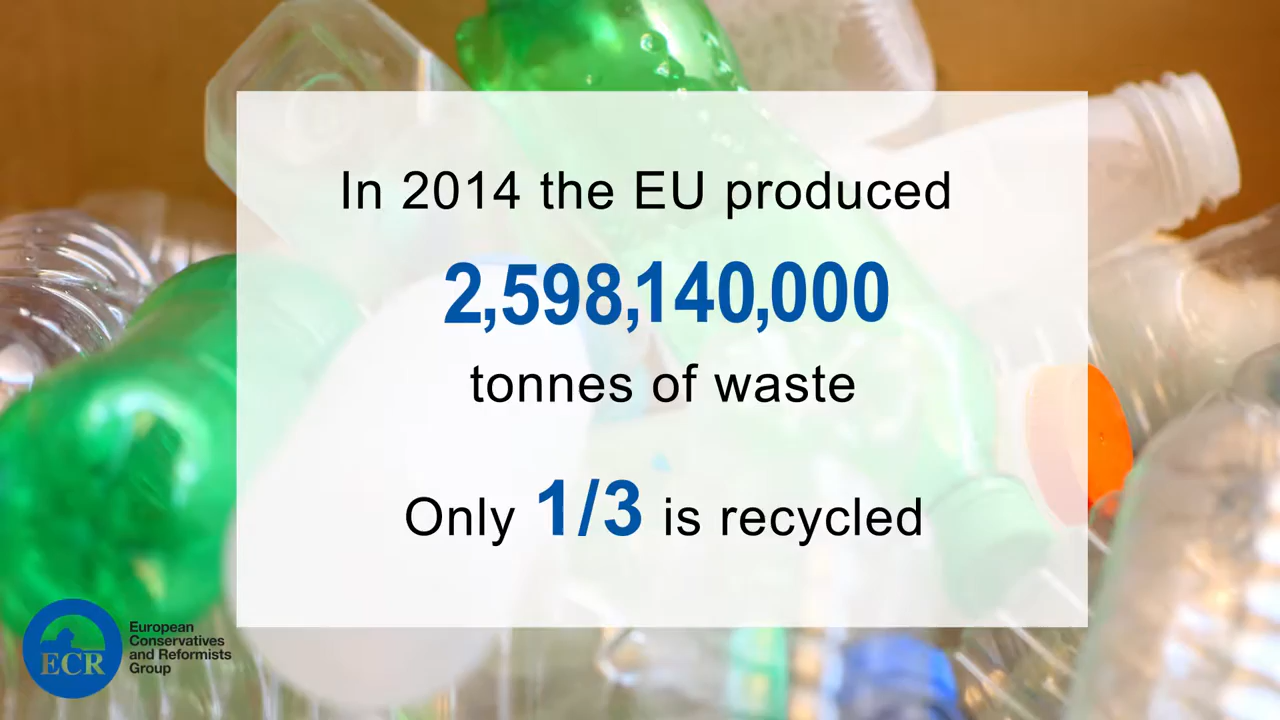 In 2014 the EU produced
2,598,140,000
tonnes of waste
Only 1/3 is recycled
ECR
European
Conservatives
and Reformists
Group